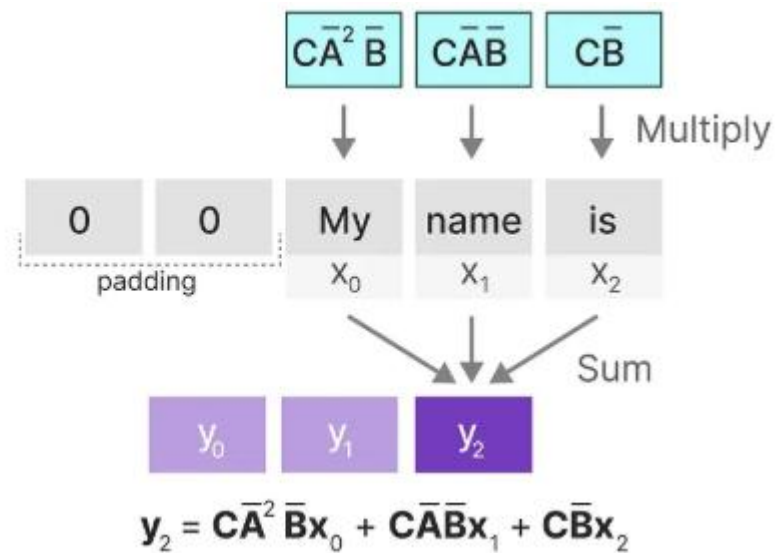 CA̅² B̅ CA̅B̅ CB̅
Multiply
0 0 My name is
padding X₀ X₁ X₂
Sum
y₀ y₁ y₂
y₂ = CA̅² B̅x₀ + CA̅B̅x₁ + CB̅x₂